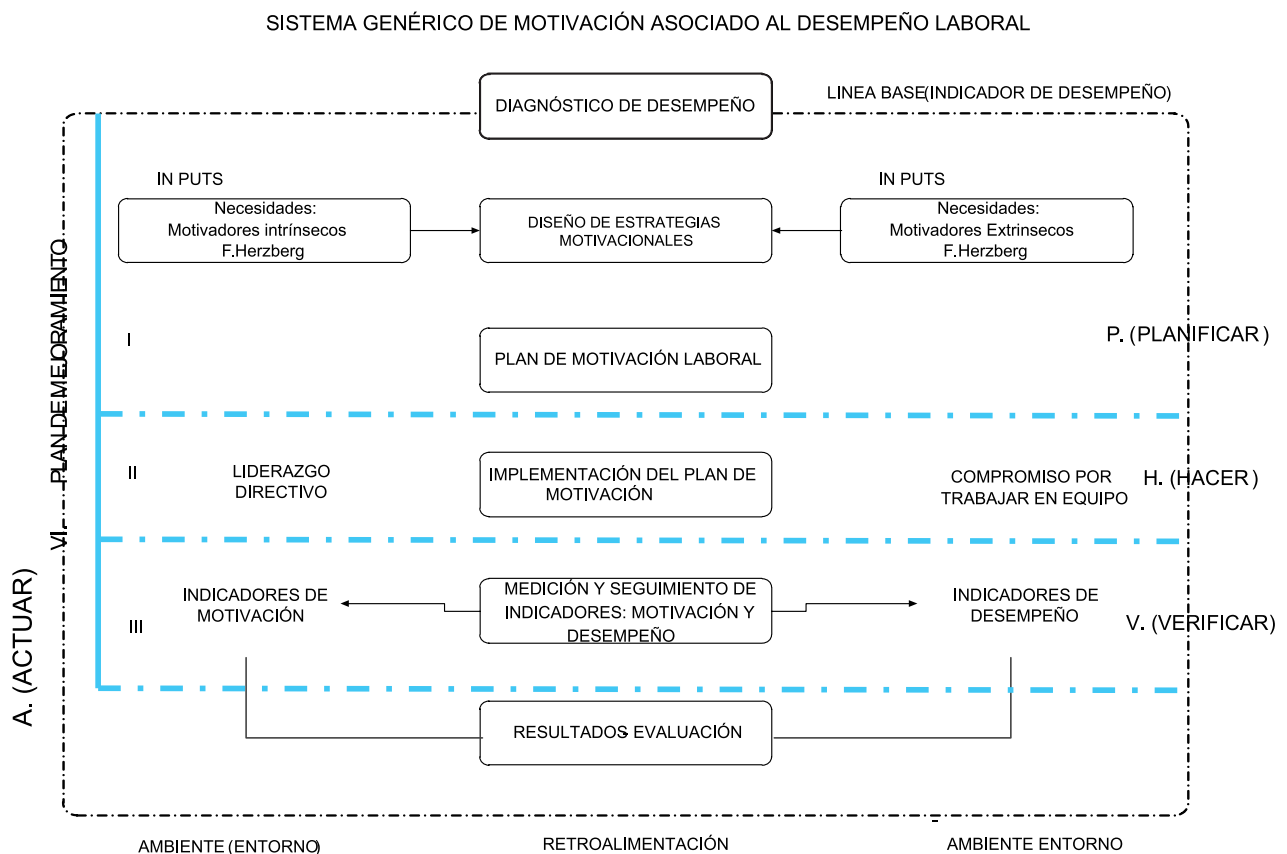 SISTEMA GENÉRICO DE MOTIVACIÓN ASOCIADO AL DESEMPEÑO LABORAL
DIAGNÓSTICO DE DESEMPEÑO
LINEA BASE(INDICADOR DE DESEMPEÑO)
IN PUTS
Necesidades:
Motivadores intrínsecos
F.Herzberg
DISEÑO DE ESTRATEGIAS
MOTIVACIONALES
IN PUTS
Necesidades:
Motivadores Extrinsecos
F.Herzberg
I
PLAN DE MOTIVACIÓN LABORAL
P. (PLANIFICAR)
VI. PLAN DE MEJORAMIENTO
II
LIDERAZGO
DIRECTIVO
IMPLEMENTACIÓN DEL PLAN DE
MOTIVACIÓN
COMPROMISO POR
TRABAJAR EN EQUIPO
H. (HACER)
A. (ACTUAR)
III
INDICADORES DE
MOTIVACIÓN
MEDICIÓN Y SEGUIMIENTO DE
INDICADORES: MOTIVACIÓN Y
DESEMPEÑO
INDICADORES DE
DESEMPEÑO
V. (VERIFICAR)
RESULTADOS- EVALUACIÓN
AMBIENTE (ENTORNO)
RETROALIMENTACIÓN
AMBIENTE ENTORNO